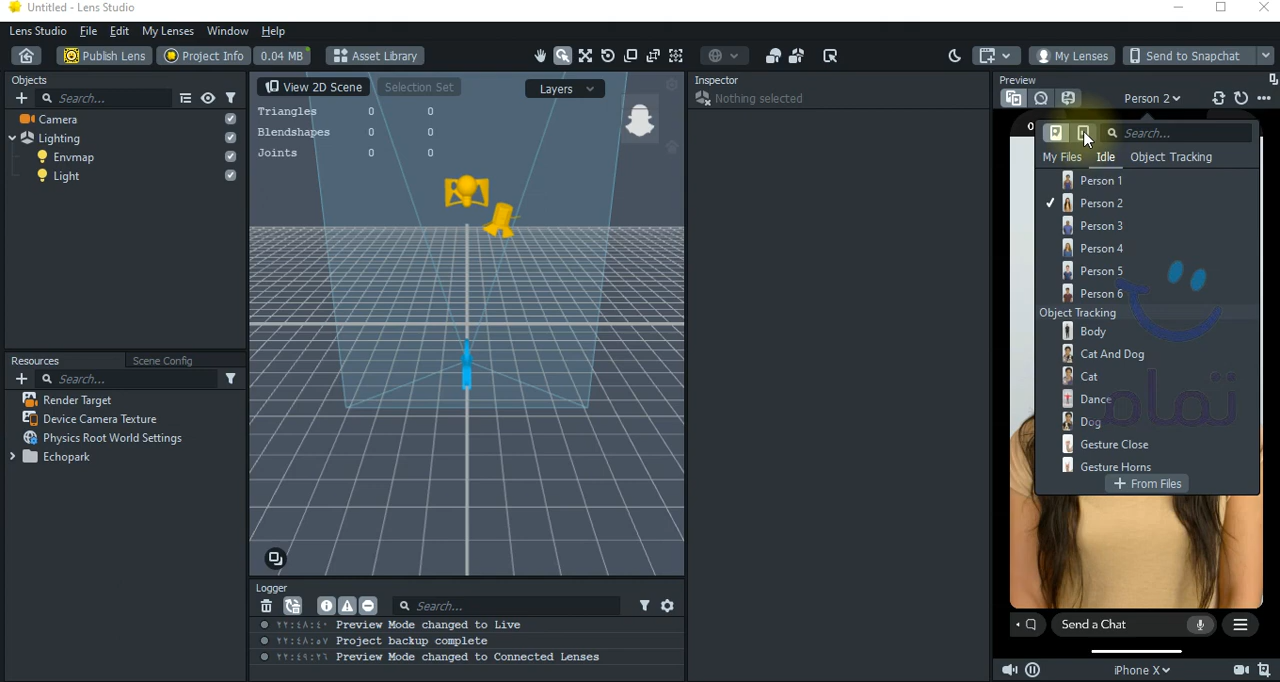 Untitled - Lens Studio
Lens Studio File Edit My Lenses Window Help
Publish Lens Project Info 0.04 MB Asset Library My Lenses Send to Snapchat
Objects
Search...
Camera
Lighting
Envmap
Light
Resources Scene Config
Search...
Render Target
Device Camera Texture
Physics Root World Settings
Echopark
View 2D Scene Selection Set Layers
Triangles 0 0
Blendshapes 0 0
Joints 0 0
Logger
Search...
Preview Mode changed to Live
Project backup complete
Preview Mode changed to Connected Lenses
Inspector
Nothing selected
Preview
Person 2
Search...
My Files Idle Object Tracking
Person 1
Person 2
Person 3
Person 4
Person 5
Person 6
Object Tracking
Body
Cat And Dog
Cat
Dance
Dog
Gesture Close
Gesture Horns
+ From Files
Send a Chat
iPhone X